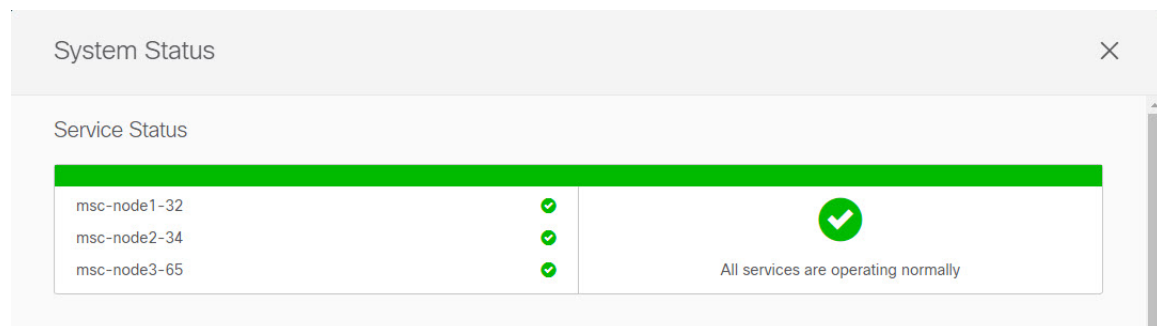 System Status
Service Status
msc-node1-32
msc-node2-34
msc-node3-65
All services are operating normally